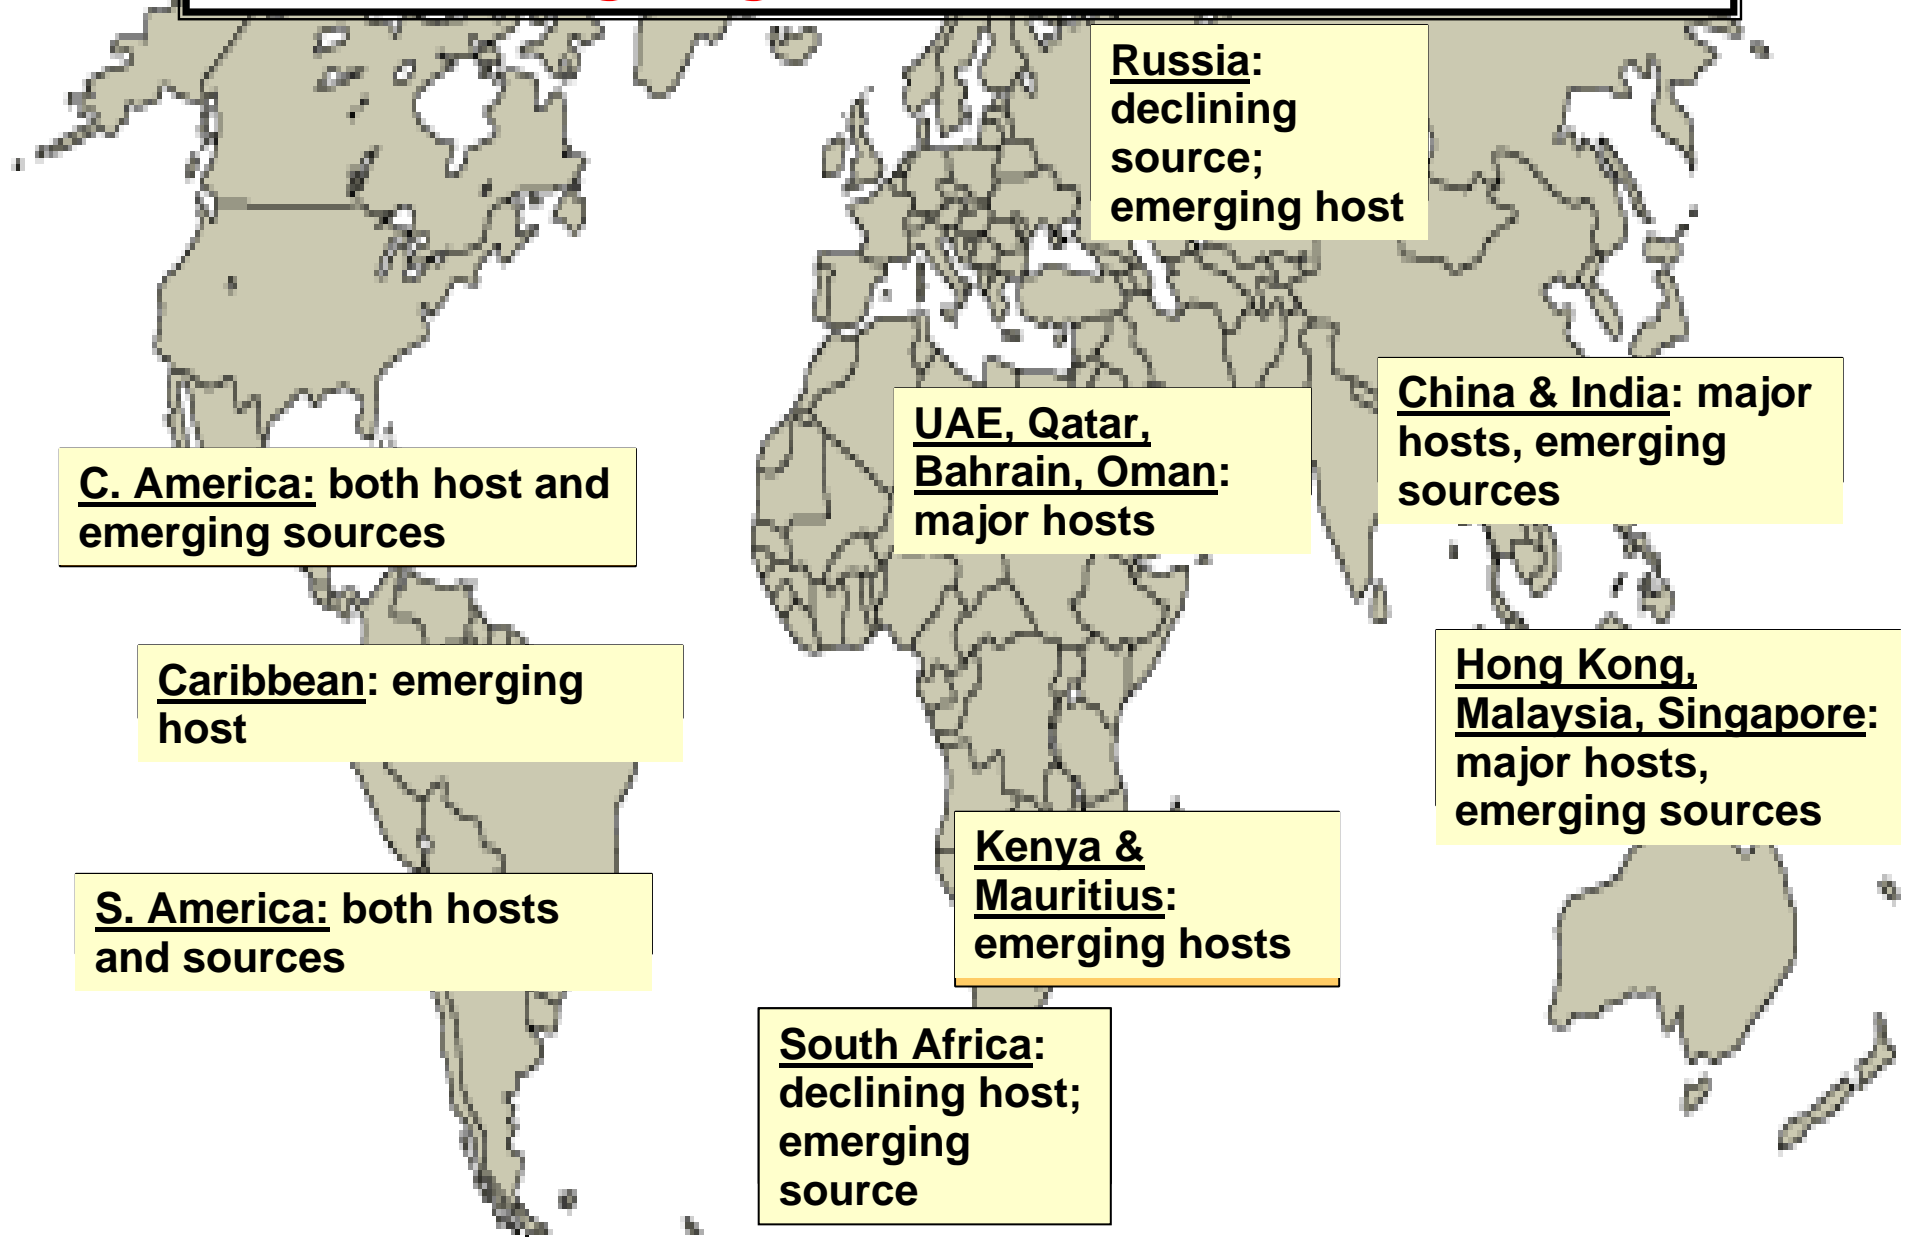 Russia:
declining
source;
emerging host
China & India: major
hosts, emerging
sources
UAE, Qatar,
Bahrain, Oman:
major hosts
C. America: both host and
emerging sources
Caribbean: emerging
host
Hong Kong,
Malaysia, Singapore:
major hosts,
emerging sources
Kenya &
Mauritius:
emerging hosts
S. America: both hosts
and sources
South Africa:
declining host;
emerging
source